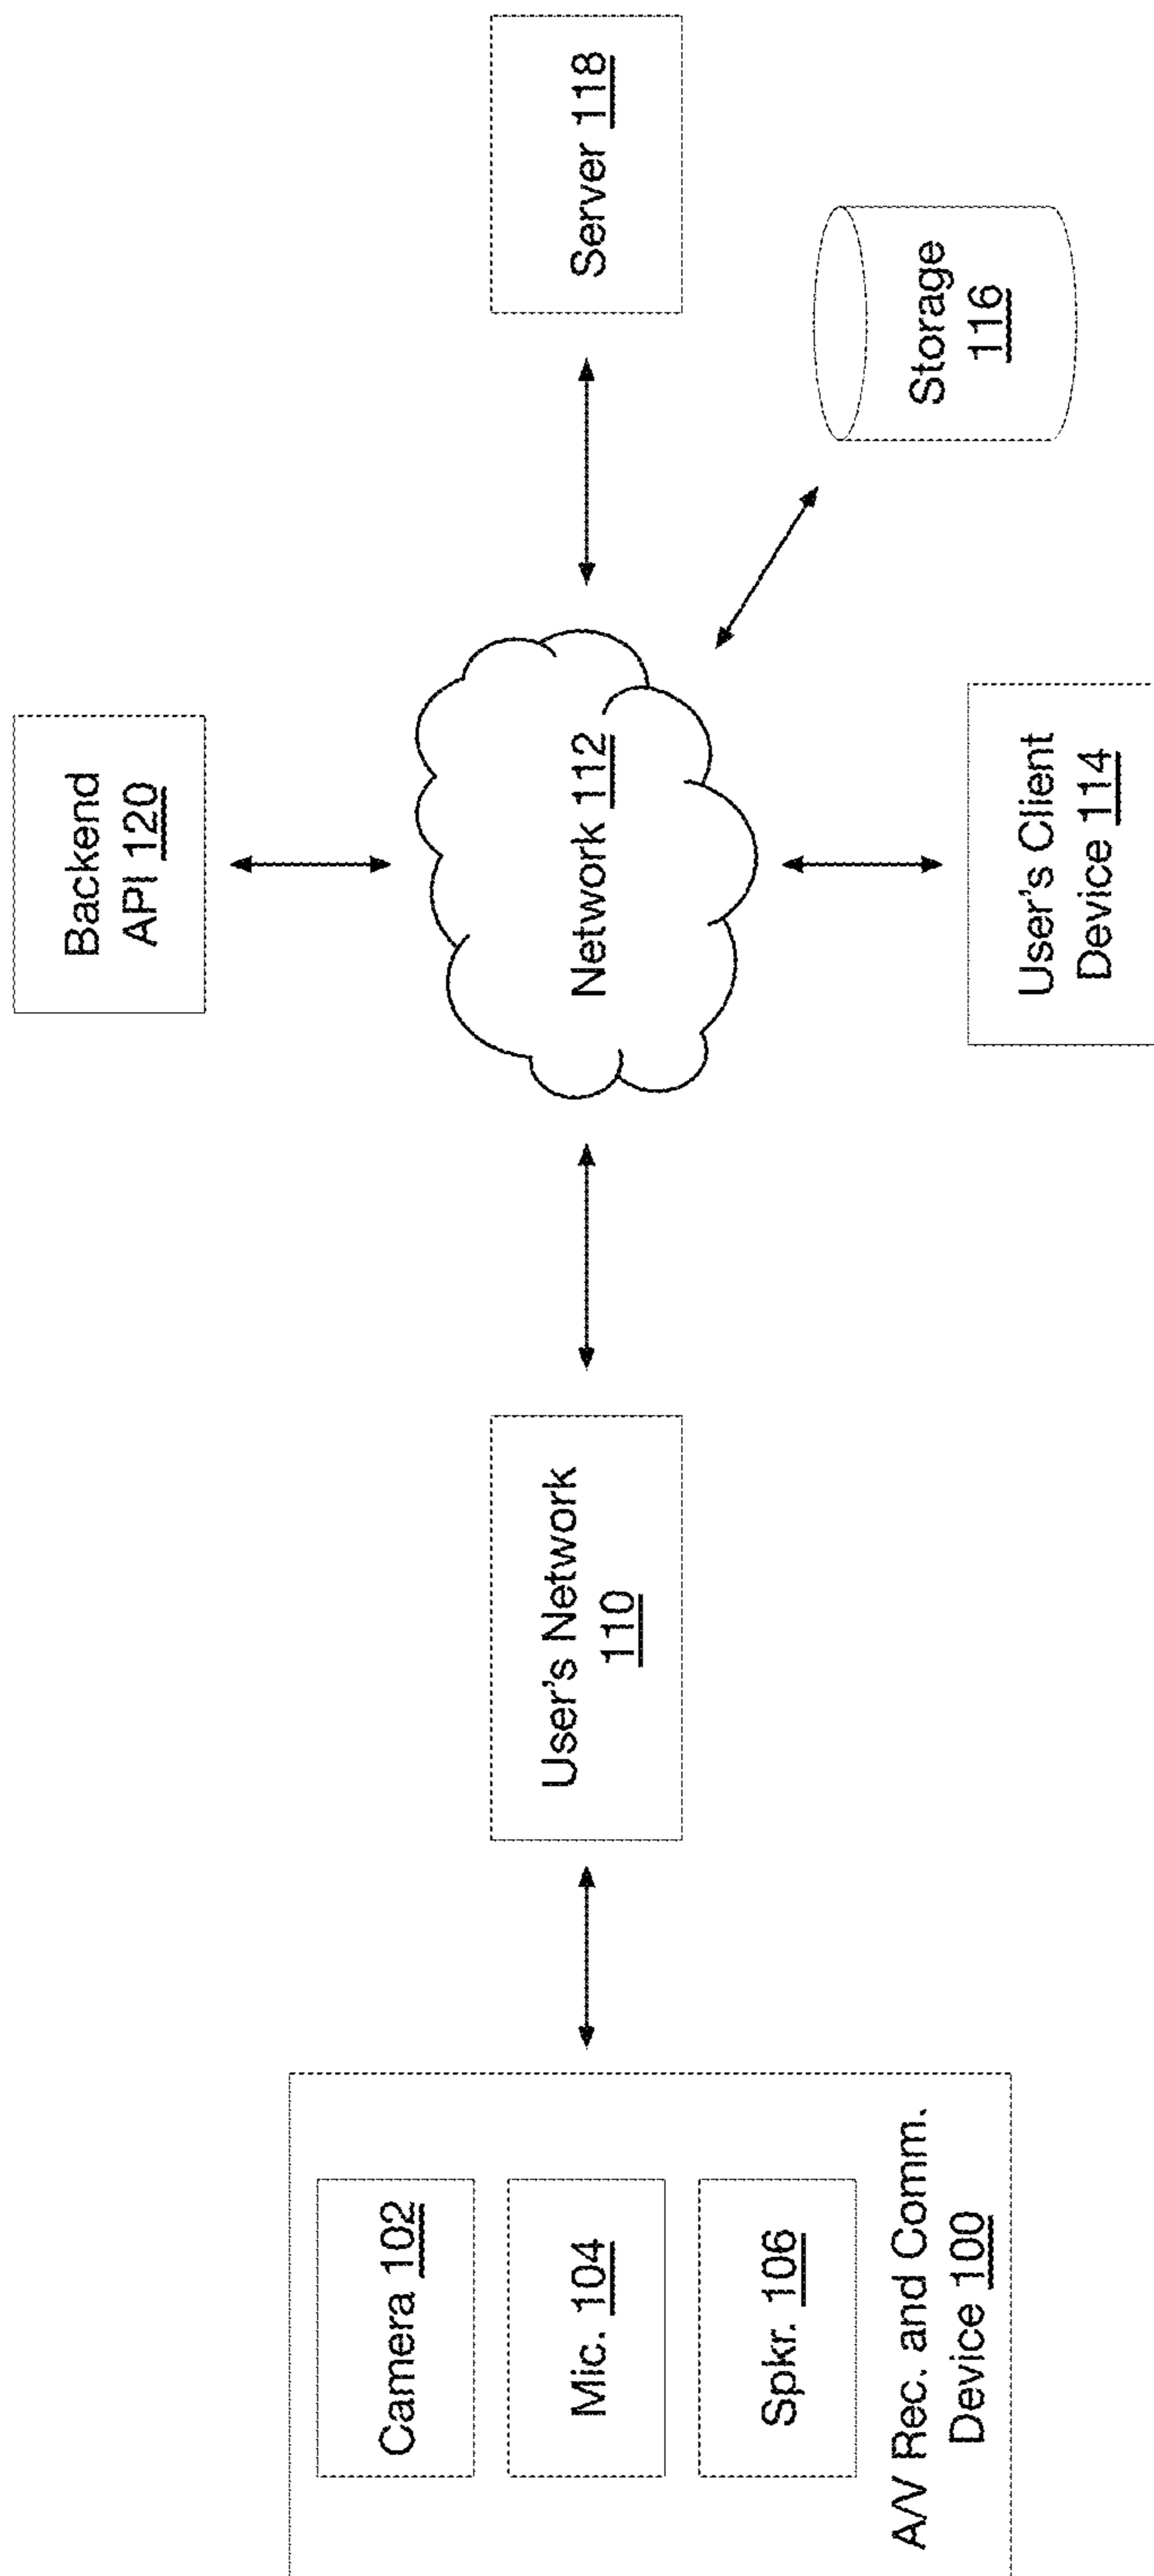 Camera 102
Mic. 104
Spkr. 106
A/V Rec. and Comm.
Device 100
User's Network
110
Backend
API 120
Network 112
User's Client
Device 114
Server 118
Storage
116